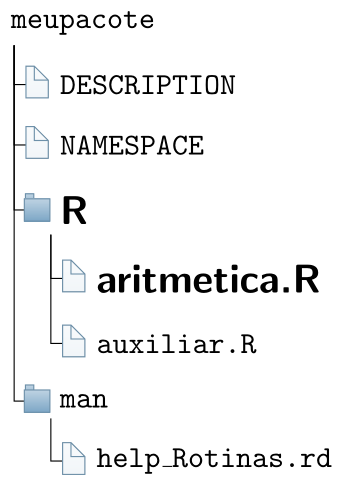 meupacote
DESCRIPTION
NAMESPACE
R
aritmetica.R
auxiliar.R
man
help_Rotinas.rd